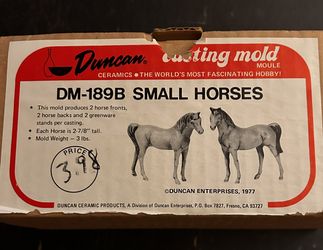 Duncan® casting mold
MOULE
CERAMICS ● THE WORLD'S MOST FASCINATING HOBBY!
DM-189B SMALL HORSES
● This mold produces 2 horse fronts,
2 horse backs and 2 greenware
stands per casting.
● Each Horse is 2-7/8" tall.
● Mold Weight – 3 lbs.
PRICE
3.98
©DUNCAN ENTERPRISES, 1977
DUNCAN CERAMIC PRODUCTS, A Division of Duncan Enterprises, P.O. Box 7827, Fresno, CA 93727